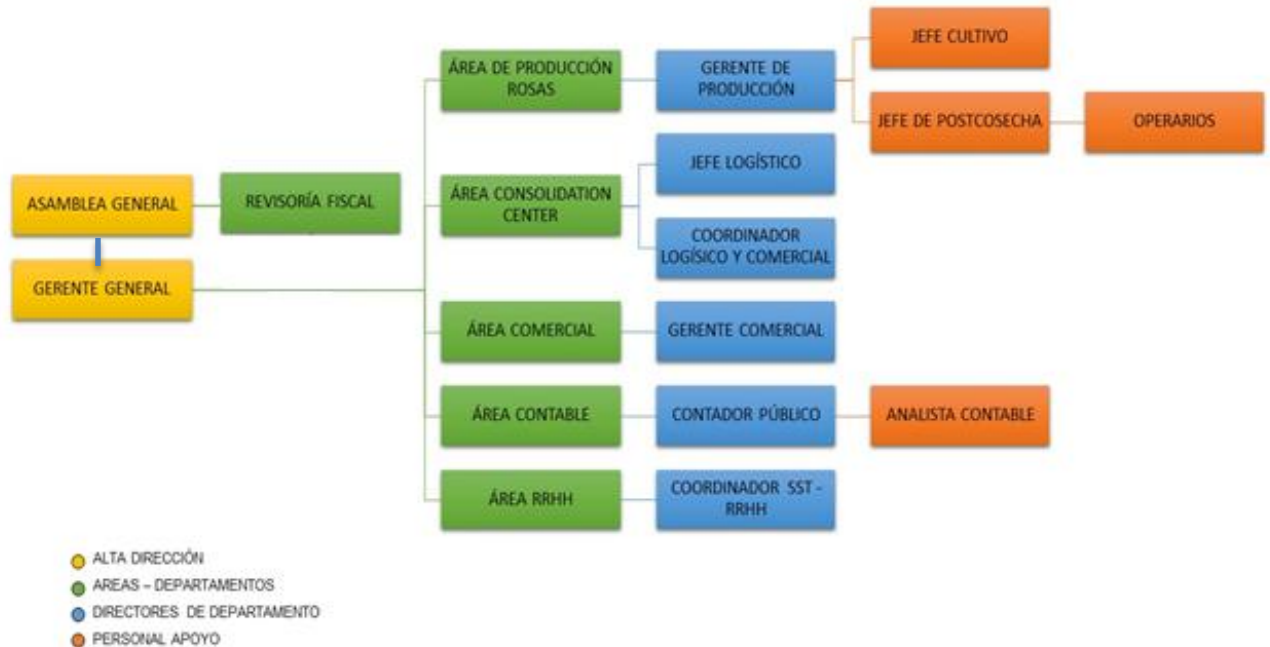 JEFE CULTIVO
ÁREA DE PRODUCCIÓN
ROSAS
GERENTE DE
PRODUCCIÓN
JEFE DE POSTCOSECHA
OPERARIOS
JEFE LOGÍSTICO
ASAMBLEA GENERAL
REVISORÍA FISCAL
ÁREA CONSOLIDATION
CENTER
COORDINADOR
LOGÍSICO Y COMERCIAL
GERENTE GENERAL
ÁREA COMERCIAL
GERENTE COMERCIAL
ÁREA CONTABLE
CONTADOR PÚBLICO
ANALISTA CONTABLE
ÁREA RRHH
COORDINADOR SST -
RRHH
ALTA DIRECCIÓN
AREAS – DEPARTAMENTOS
DIRECTORES DE DEPARTAMENTO
PERSONAL APOYO